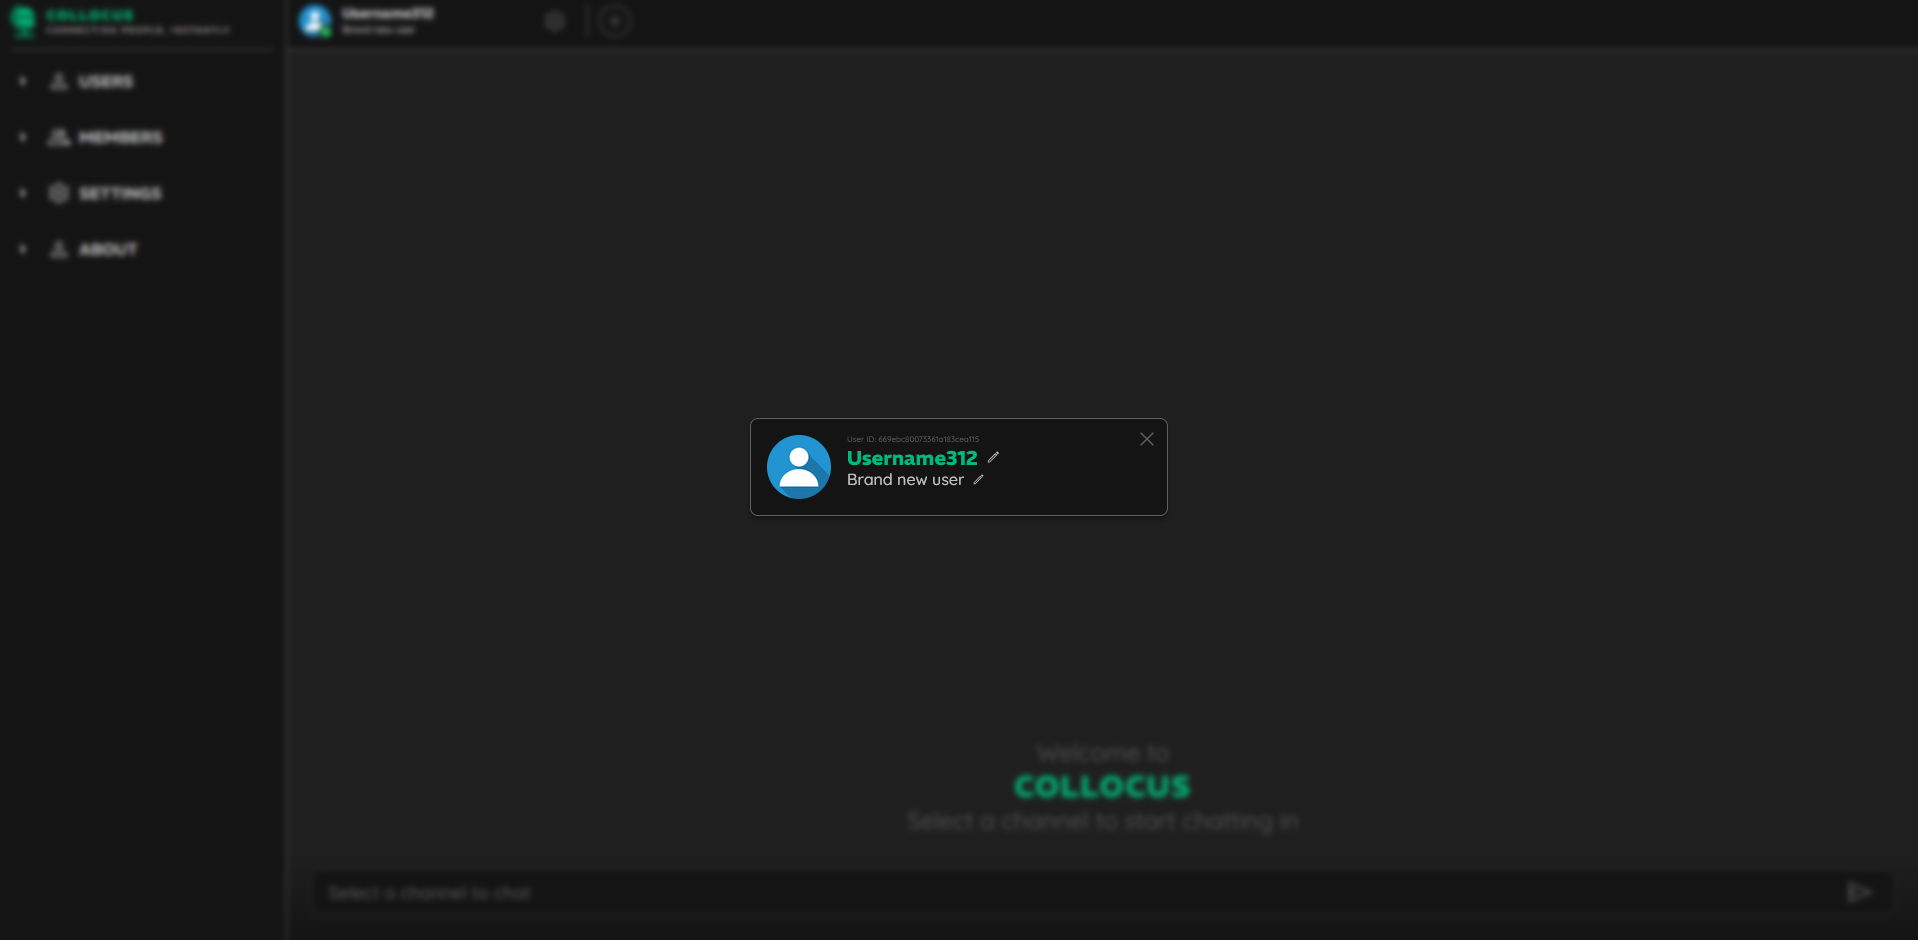 COLLOCUS
CONNECTING PEOPLE, INSTANTLY
Username312
Brand new user
USERS
MEMBERS
SETTINGS
ABOUT
User ID: 669ebc80073361a183cea115
Username312
Brand new user
Welcome to
COLLOCUS
Select a channel to start chatting in
Select a channel to chat